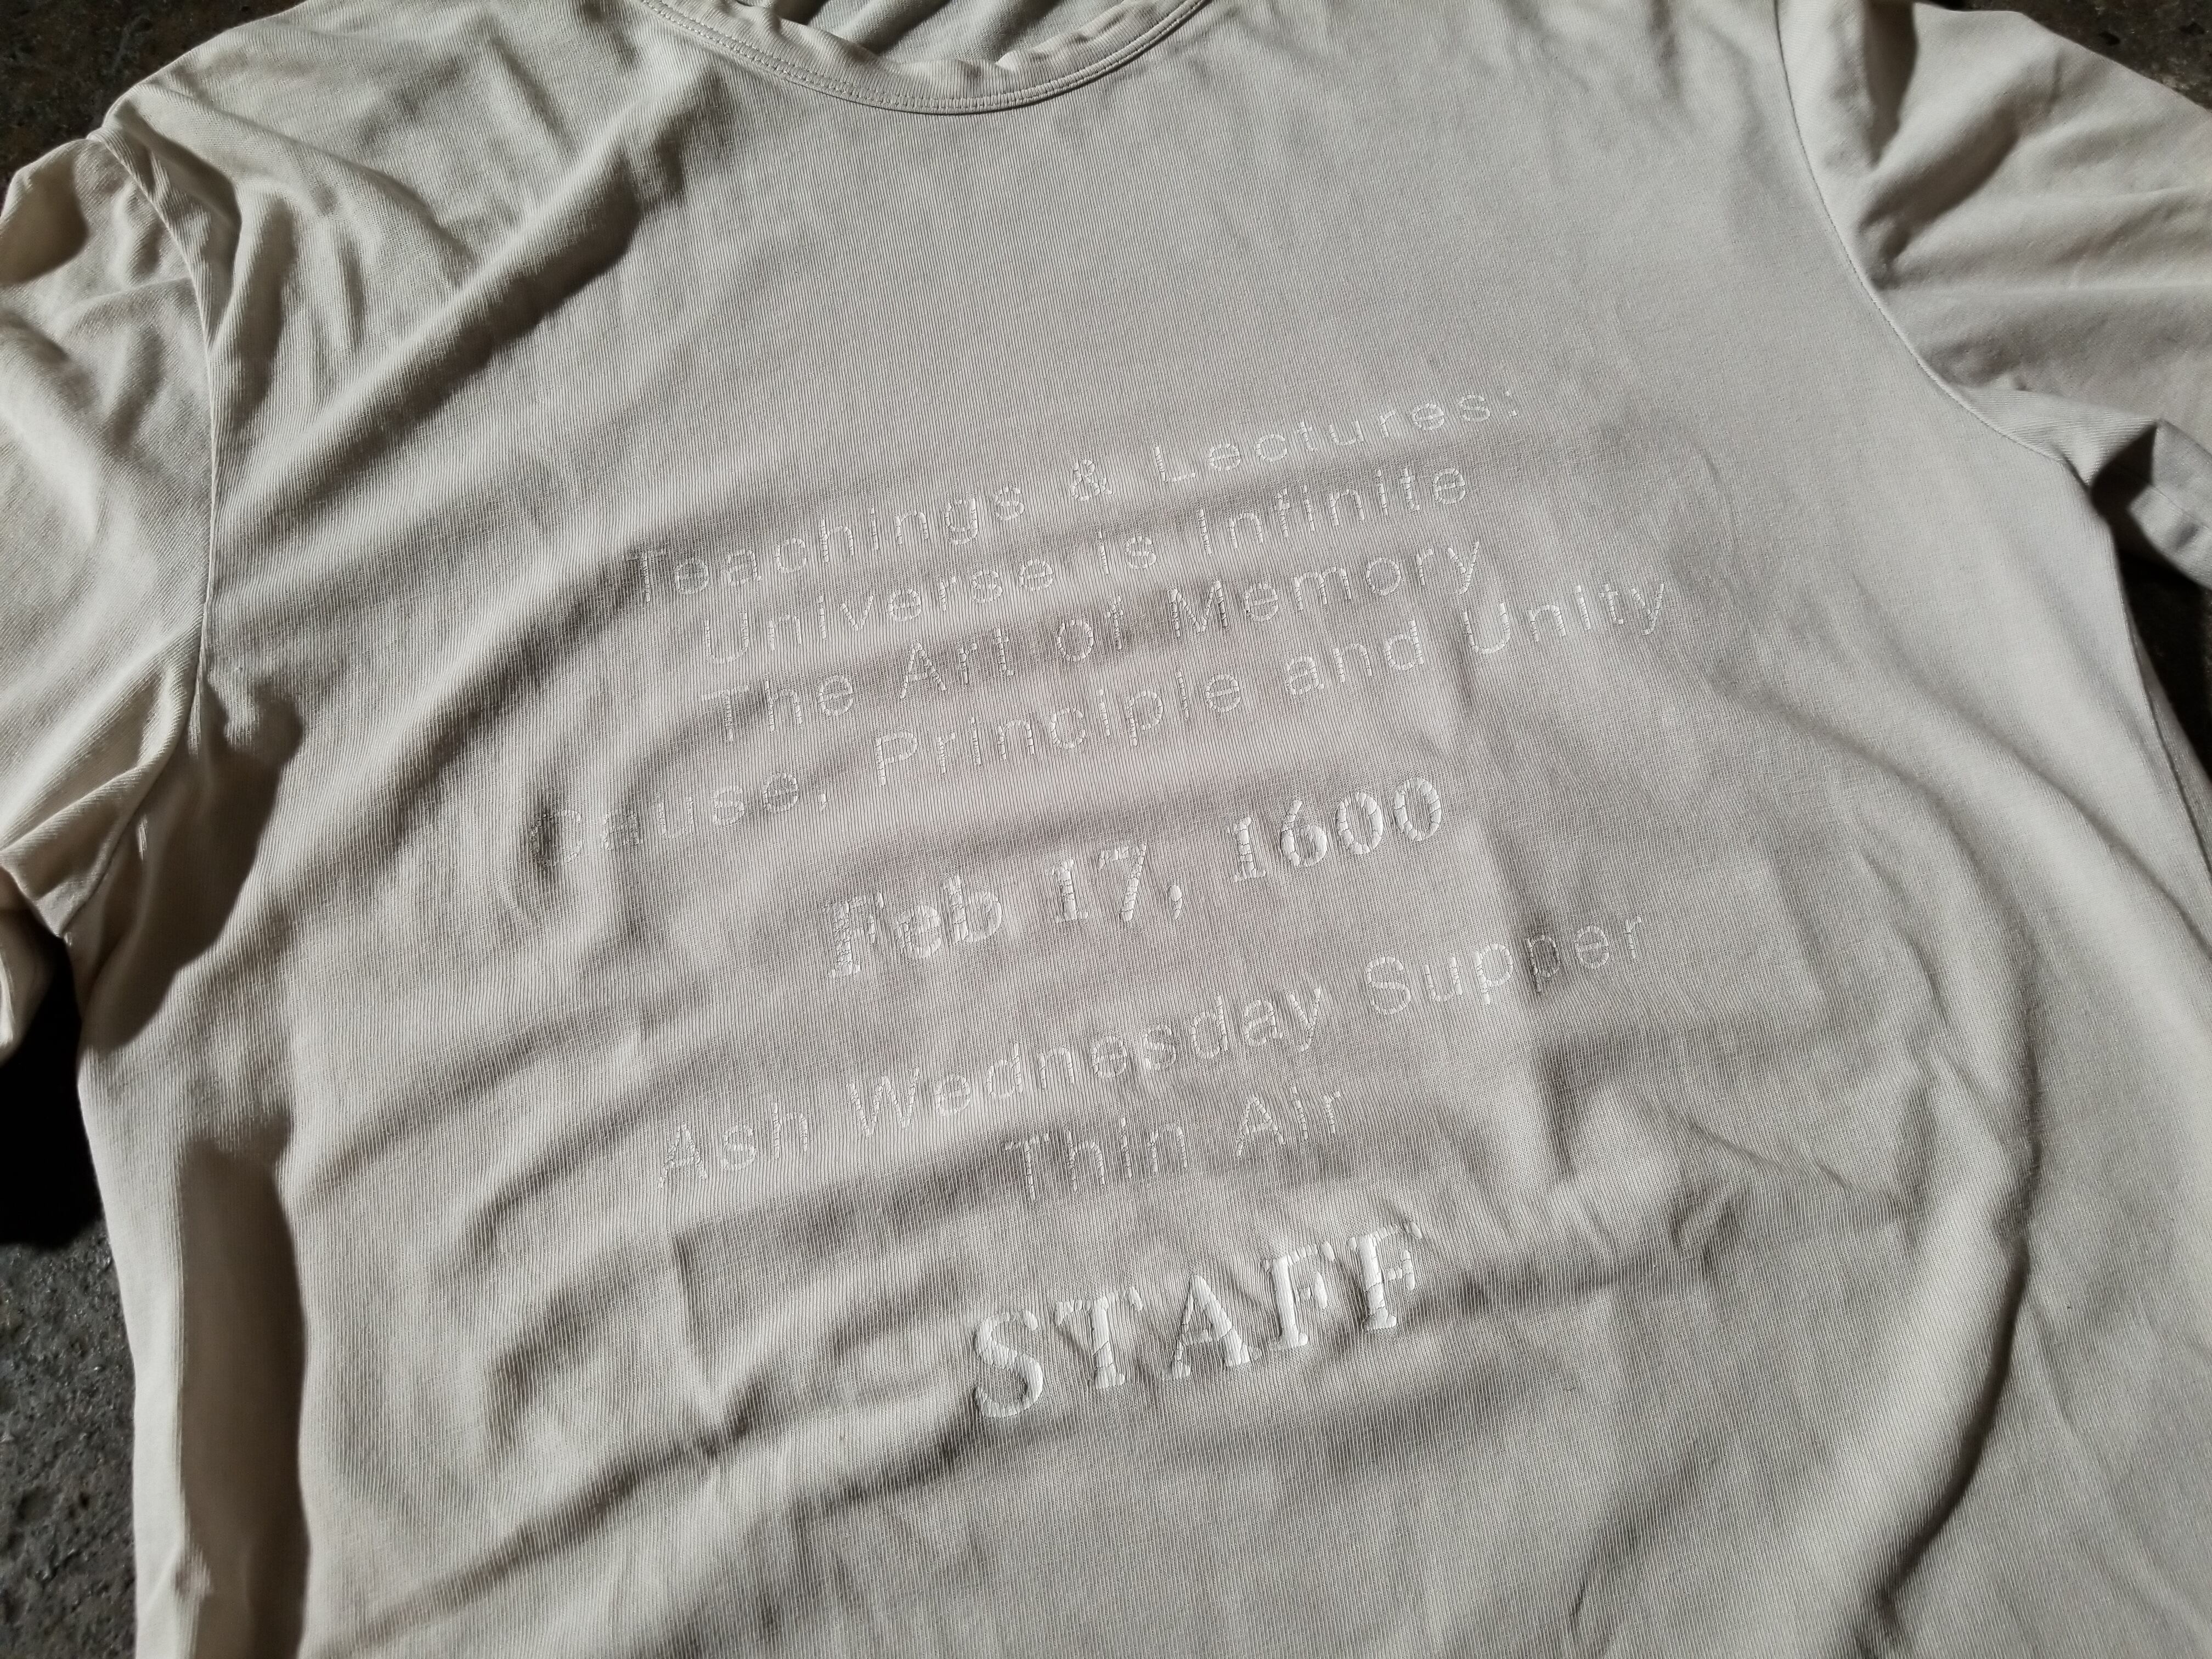 Teachings & Lectures:
Universe is Infinite
The Art of Memory
Cause, Principle and Unity
Feb 17, 1600
Ash Wednesday Supper
Thin Air
STAFF